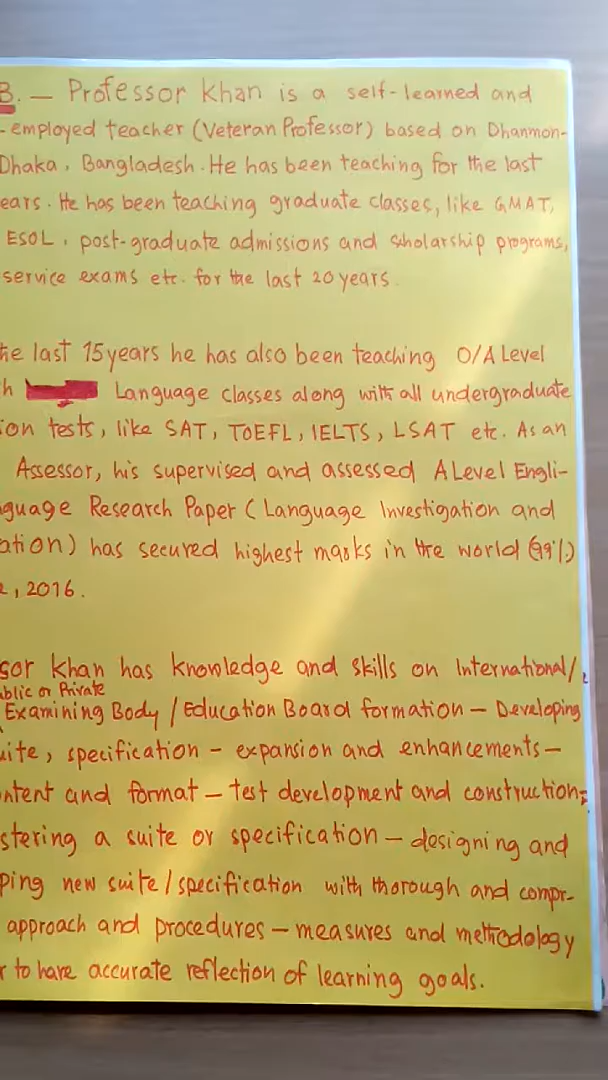 B. — Professor Khan is a self-learned and
-employed teacher (Veteran Professor) based on Dhanmon-
Dhaka, Bangladesh. He has been teaching for the last
ears. He has been teaching graduate classes, like GMAT,
ESOL, post-graduate admissions and scholarship programs,
service exams etc. for the last 20 years.
he last 15 years he has also been teaching O/A Level
h Language classes along with all undergraduate
ion tests, like SAT, TOEFL, IELTS, LSAT etc. As an
Assessor, his supervised and assessed A Level Engli-
guage Research Paper (Language Investigation and
ation) has secured highest marks in the world (99%)
, 2016.
sor Khan has knowledge and skills on International/
blic or Private
Examining Body / Education Board formation — Developing
uite, specification – expansion and enhancements—
ntent and format — test development and construction;
stering a suite or specification — designing and
ping new suite/specification with thorough and compr-
approach and procedures — measures and methodology
r to have accurate reflection of learning goals.